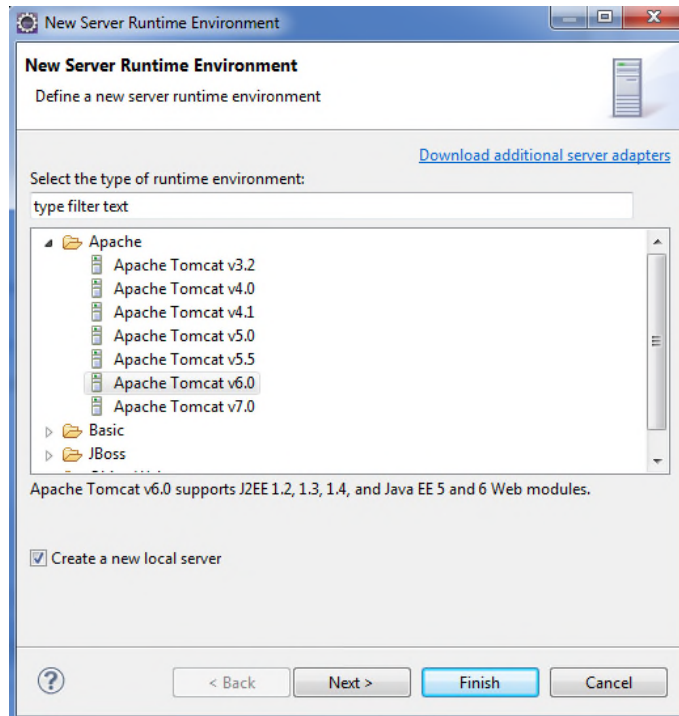 New Server Runtime Environment
New Server Runtime Environment
Define a new server runtime environment
Download additional server adapters
Select the type of runtime environment:
type filter text
Apache
Apache Tomcat v3.2
Apache Tomcat v4.0
Apache Tomcat v4.1
Apache Tomcat v5.0
Apache Tomcat v5.5
Apache Tomcat v6.0
Apache Tomcat v7.0
Basic
JBoss
Apache Tomcat v6.0 supports J2EE 1.2, 1.3, 1.4, and Java EE 5 and 6 Web modules.
Create a new local server
? < Back Next > Finish Cancel